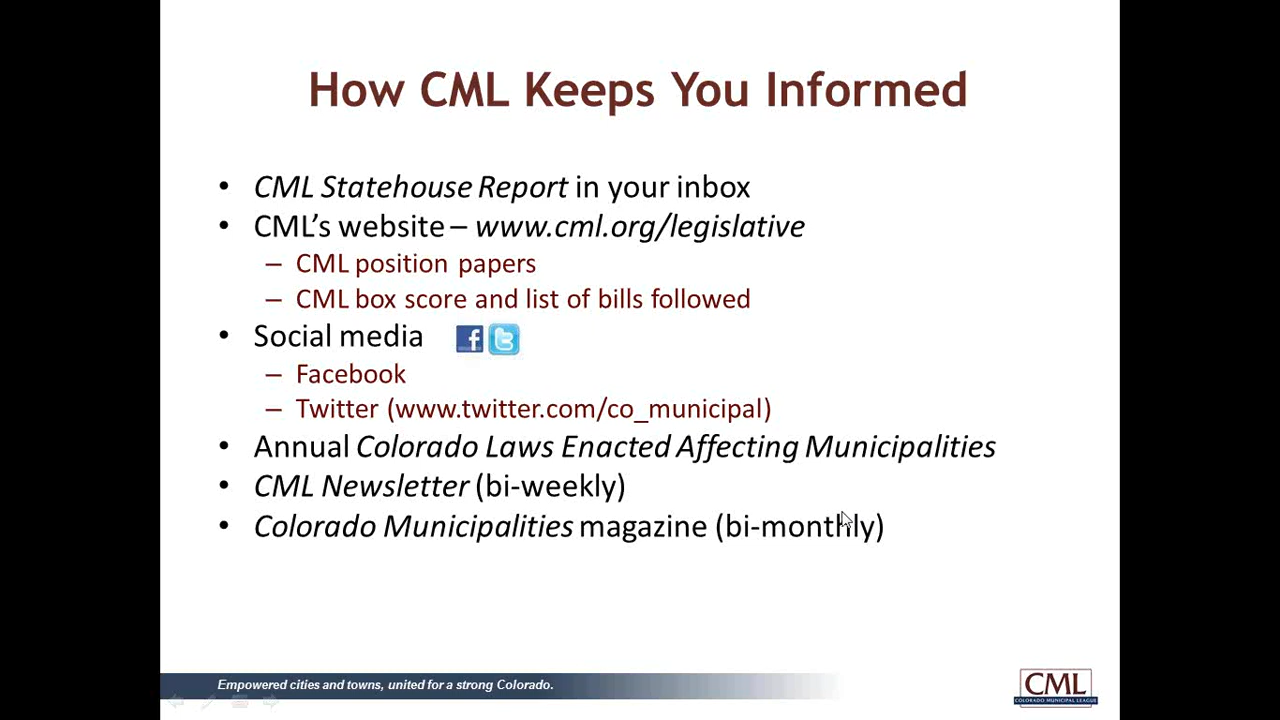 How CML Keeps You Informed
• CML Statehouse Report in your inbox
• CML’s website – www.cml.org/legislative
– CML position papers
– CML box score and list of bills followed
• Social media
– Facebook
– Twitter (www.twitter.com/co_municipal)
• Annual Colorado Laws Enacted Affecting Municipalities
• CML Newsletter (bi-weekly)
• Colorado Municipalities magazine (bi-monthly)
Empowered cities and towns, united for a strong Colorado.
CML
COLORADO MUNICIPAL LEAGUE